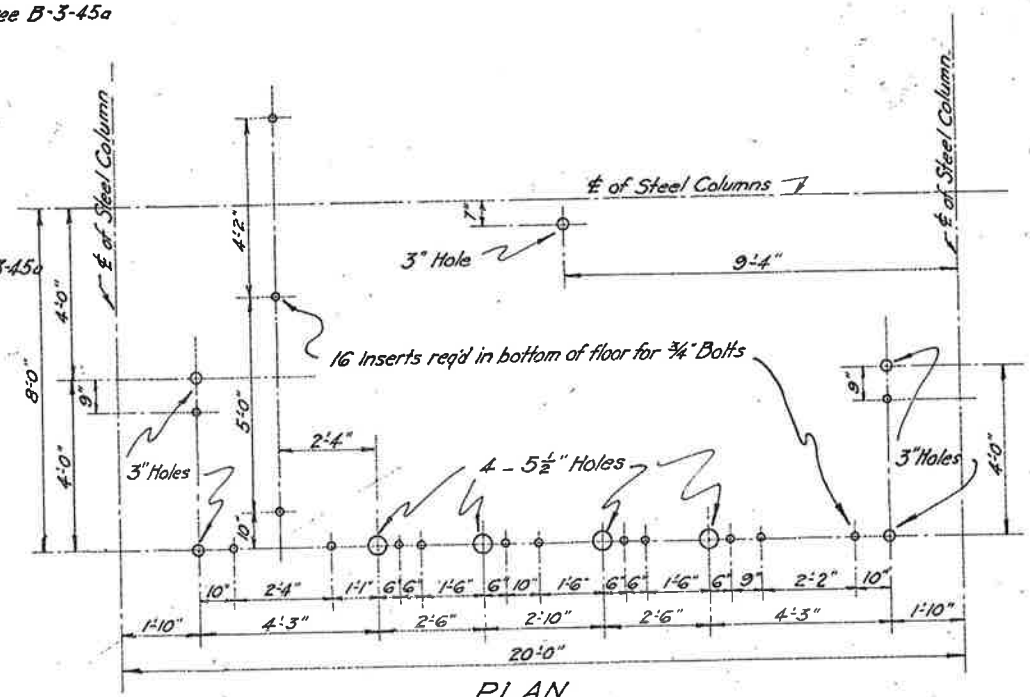 ee B-3-45a
℄ of Steel Column
℄ of Steel Column
℄ of Steel Columns
7"
4'-2"
3" Hole
9'-4"
3-45a
4'-0"
16 Inserts req'd in bottom of floor for ¾" Bolts
8'-0"
9"
9"
5'-0"
2'-4"
3" Holes
4 - 5½" Holes
3" Holes
4'-0"
4'-0"
10"
10" 2'-4" 1'-1" 6" 6" 1'-6" 6" 10" 1'-6" 6" 6" 1'-6" 6" 9" 2'-2" 10"
1'-10" 4'-3" 2'-6" 2'-10" 2'-6" 4'-3" 1'-10"
20'-0"
PLAN